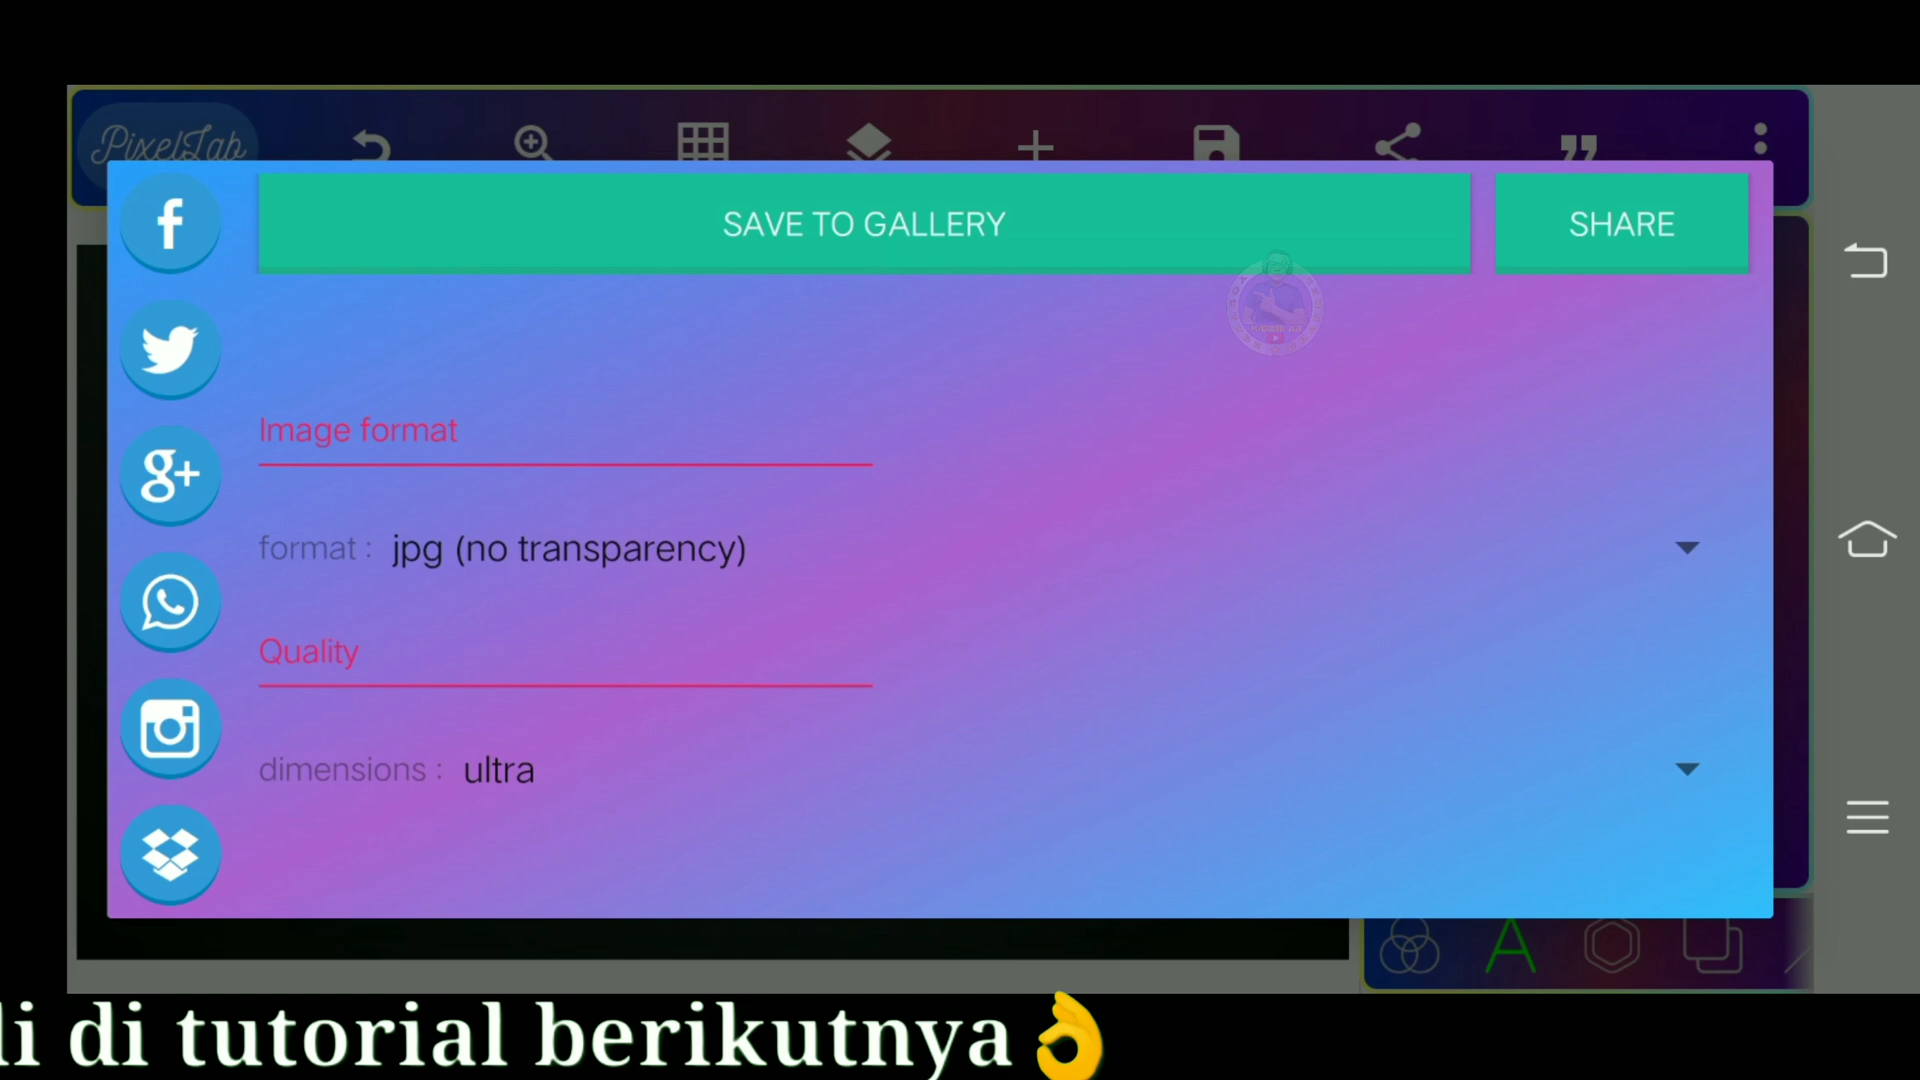 PixelLab
SAVE TO GALLERY
SHARE
Image format
format : jpg (no transparency)
Quality
dimensions : ultra
li di tutorial berikutnya👌